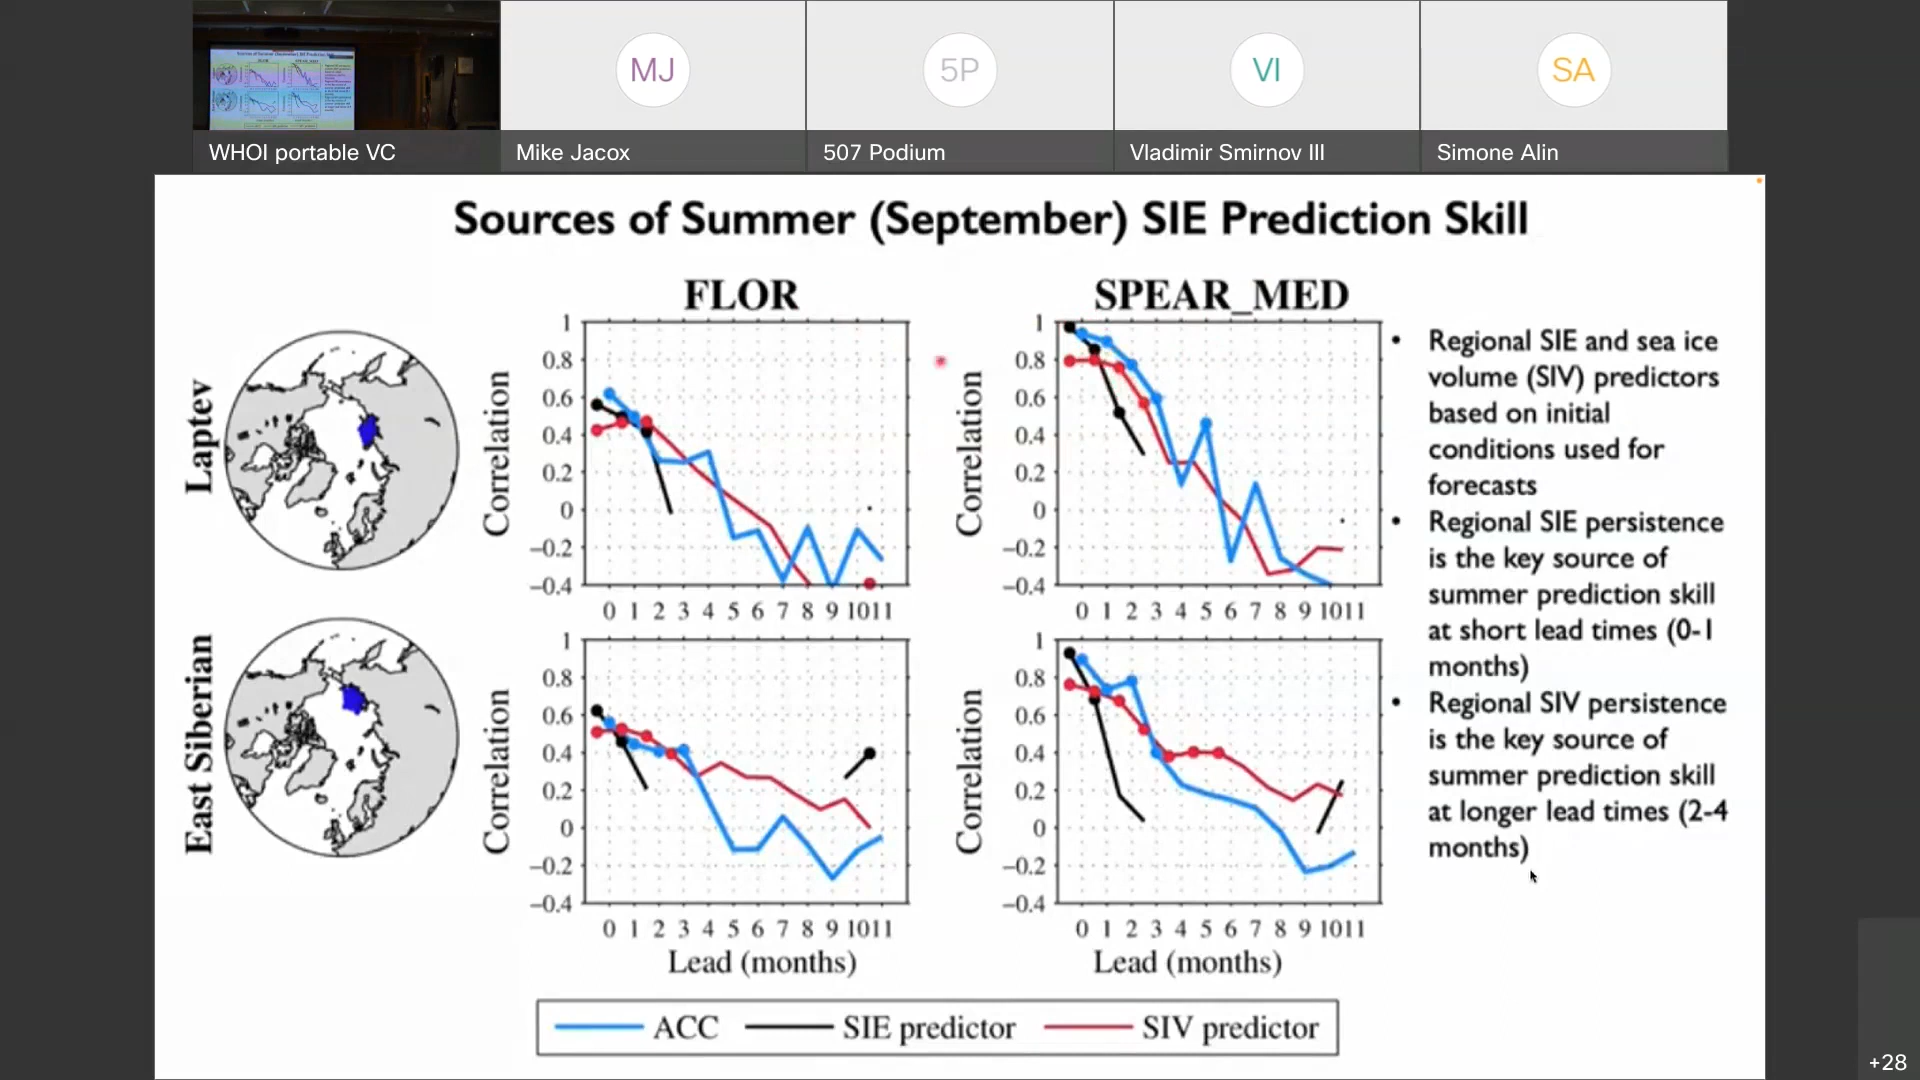 MJ
5P
VI
SA
WHOI portable VC
Mike Jacox
507 Podium
Vladimir Smirnov III
Simone Alin
Sources of Summer (September) SIE Prediction Skill
FLOR
SPEAR_MED
Laptev
Correlation
1
0.8
0.6
0.4
0.2
0
−0.2
−0.4
0 1 2 3 4 5 6 7 8 9 10 11
Correlation
1
0.8
0.6
0.4
0.2
0
−0.2
−0.4
0 1 2 3 4 5 6 7 8 9 10 11
East Siberian
Correlation
1
0.8
0.6
0.4
0.2
0
−0.2
−0.4
0 1 2 3 4 5 6 7 8 9 10 11
Lead (months)
Correlation
1
0.8
0.6
0.4
0.2
0
−0.2
−0.4
0 1 2 3 4 5 6 7 8 9 10 11
Lead (months)
ACC SIE predictor SIV predictor
• Regional SIE and sea ice
volume (SIV) predictors
based on initial
conditions used for
forecasts
• Regional SIE persistence
is the key source of
summer prediction skill
at short lead times (0-1
months)
• Regional SIV persistence
is the key source of
summer prediction skill
at longer lead times (2-4
months)
+28